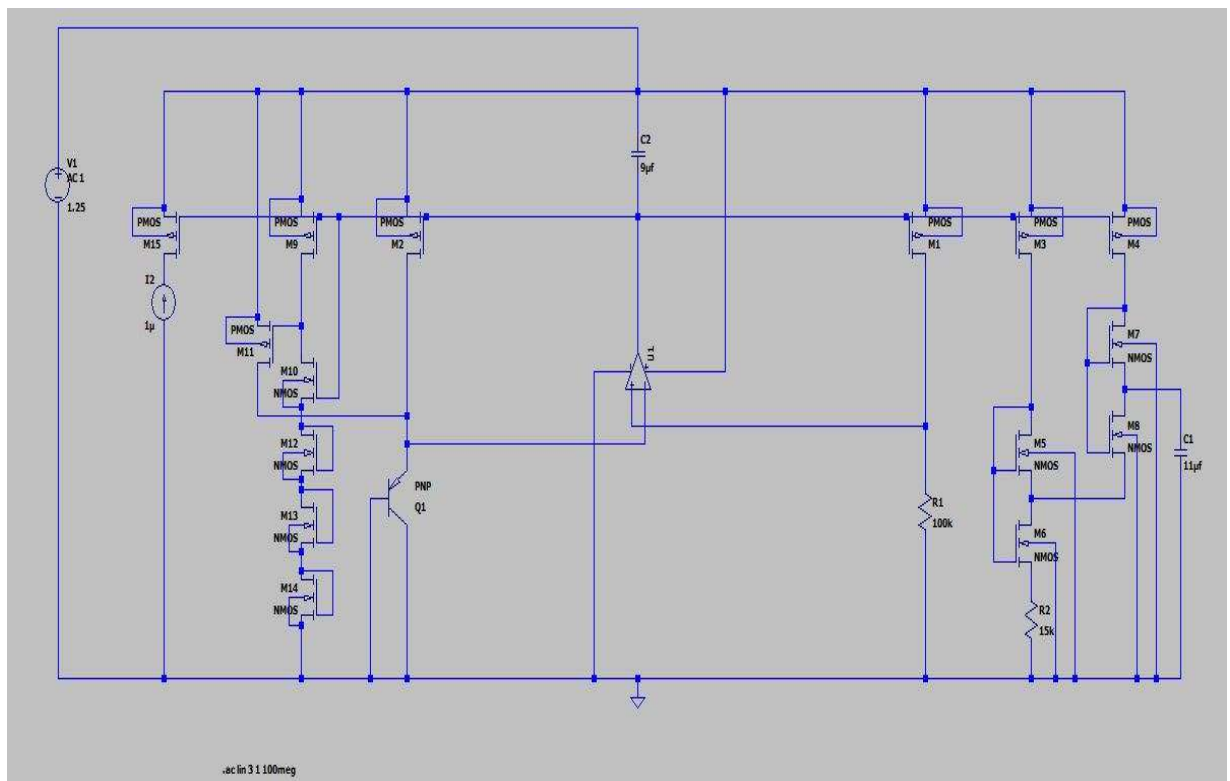 V1
AC 1
1.25
C2
9µf
PMOS
M15
PMOS
M9
PMOS
M2
PMOS
M1
PMOS
M3
PMOS
M4
I2
1µ
PMOS
M11
M10
NMOS
U1
M7
NMOS
M12
NMOS
M8
NMOS
M5
NMOS
C1
11µf
PNP
Q1
M13
NMOS
R1
100k
M6
NMOS
M14
NMOS
R2
15k
.ac lin 3 1 100meg